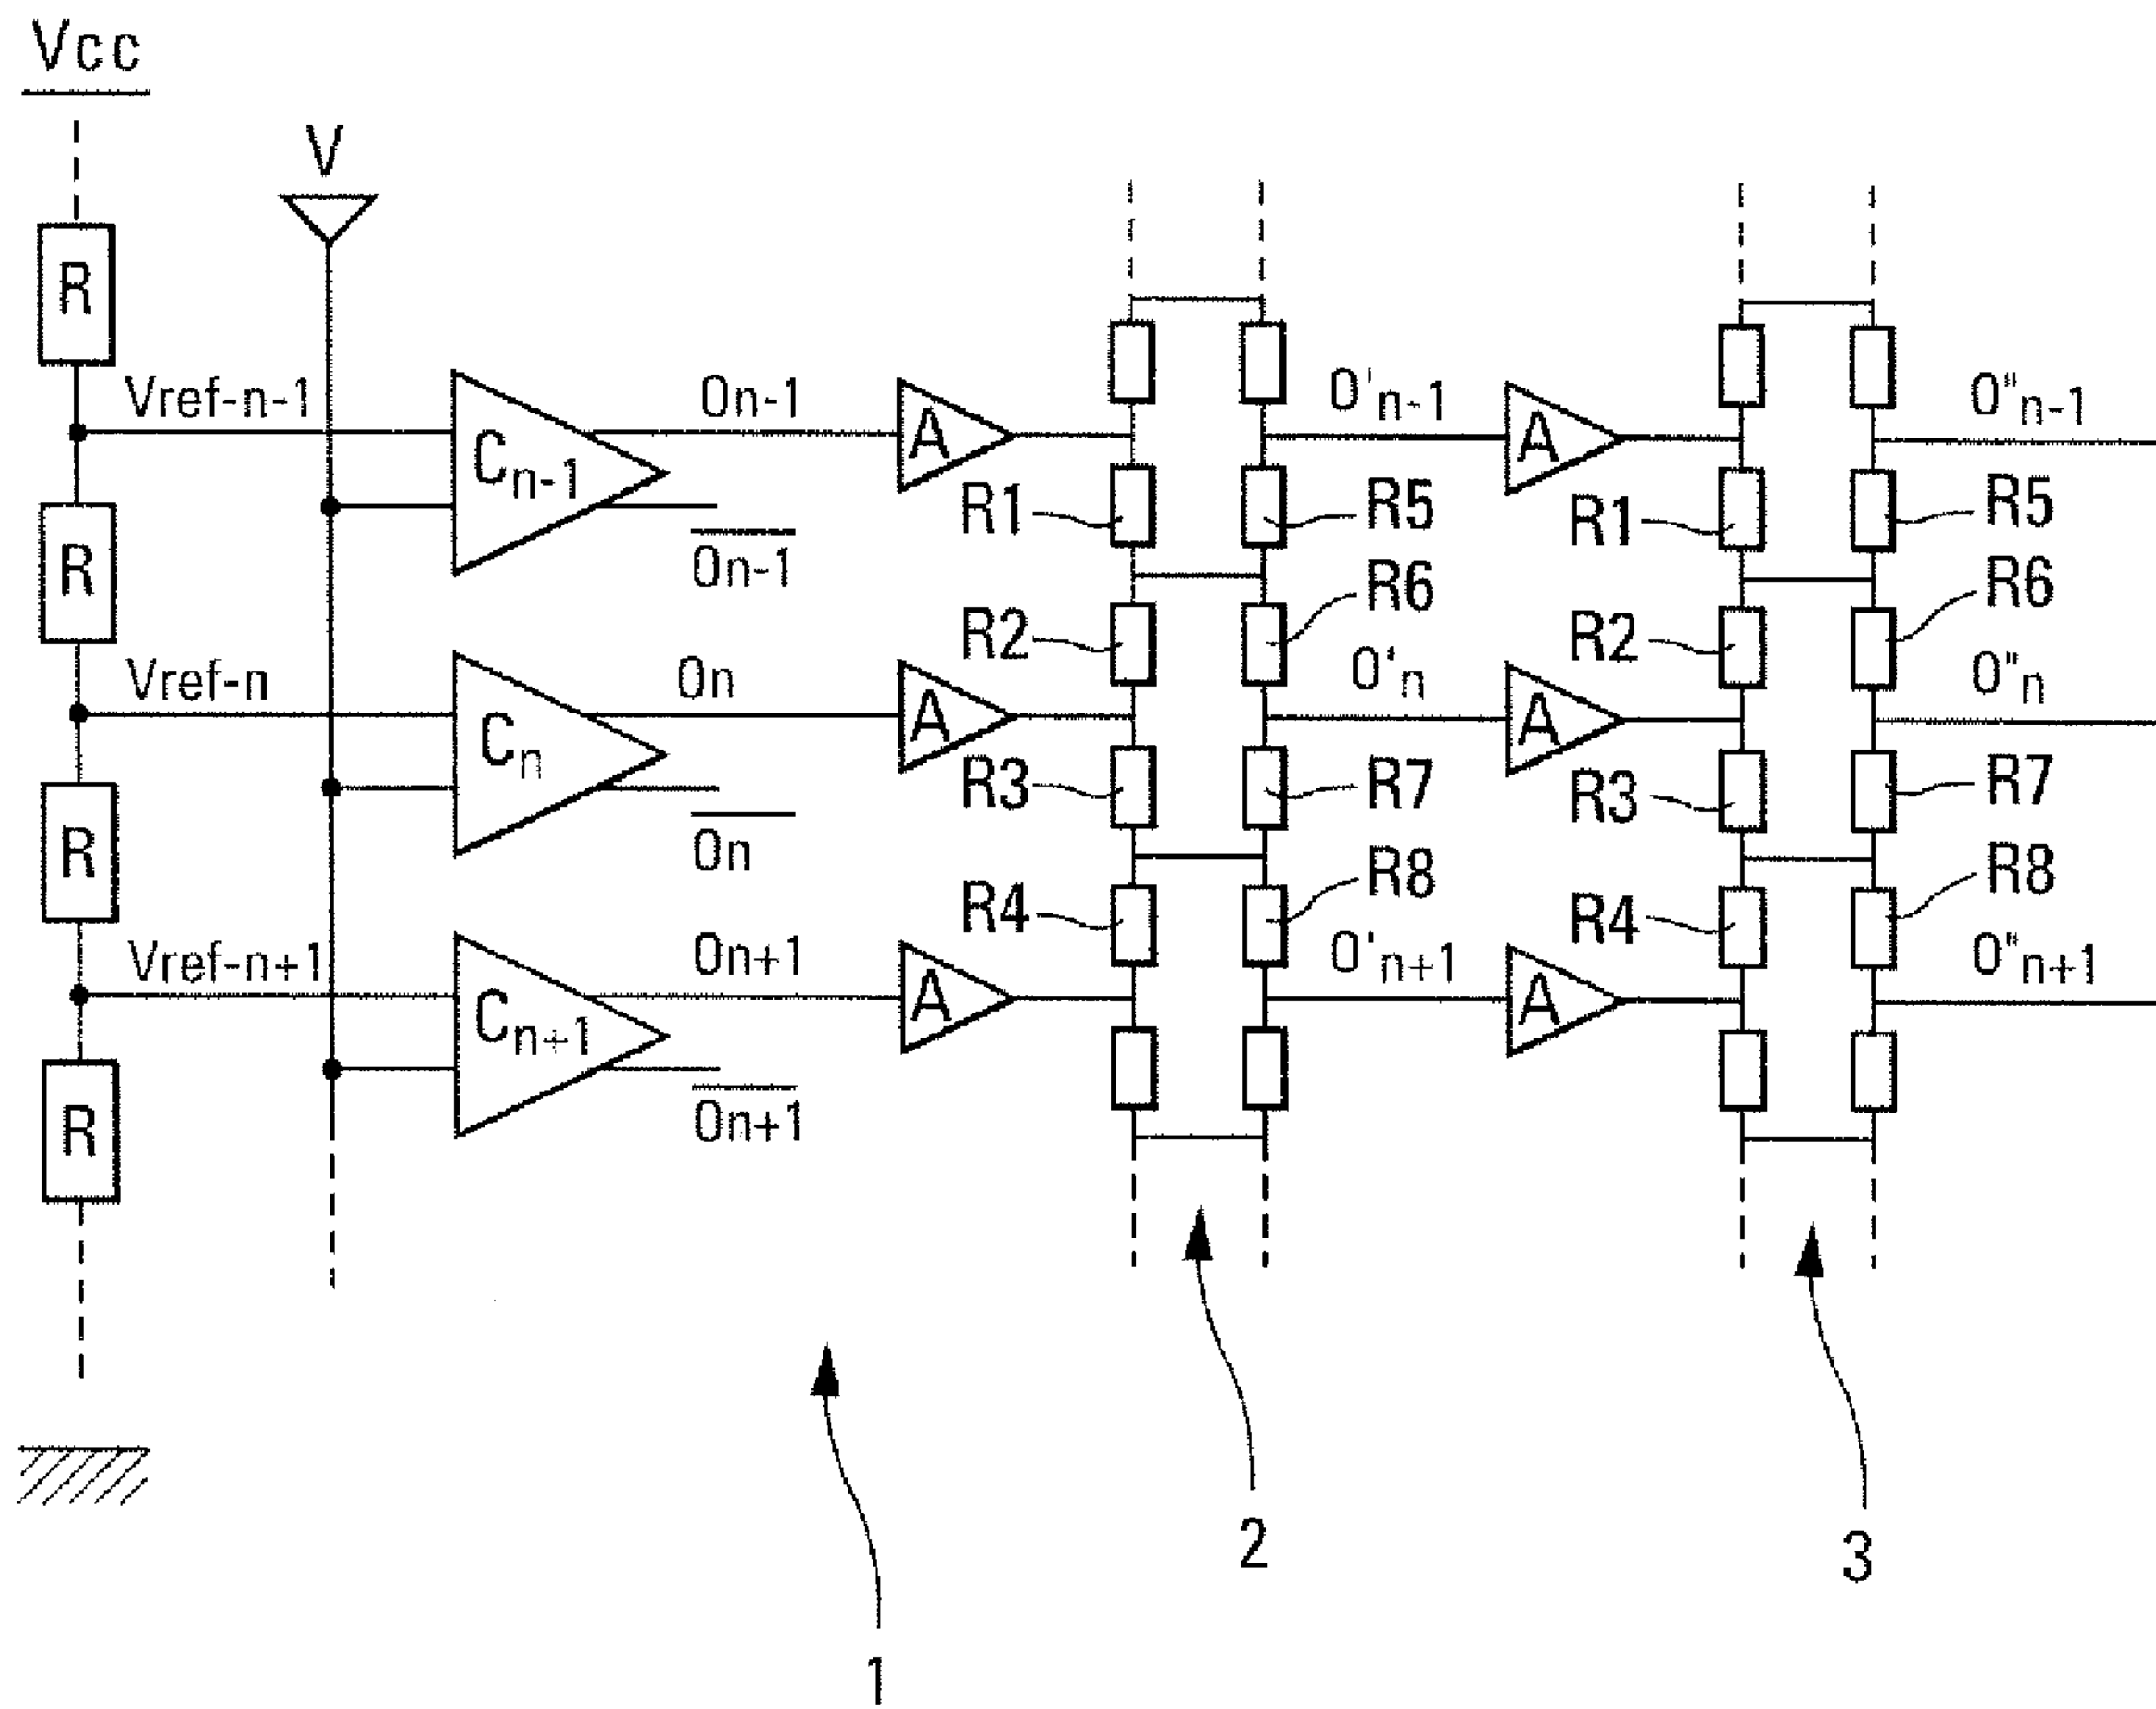 Vcc
V
R
Vref-n-1
Cn-1
On-1
A
O'n-1
A
O"n-1
R1
R5
R1
R5
R
On-1
R2
R6
R2
R6
Vref-n
Cn
On
A
O'n
A
O"n
R3
R7
R3
R7
R
On
R4
R8
R4
R8
Vref-n+1
Cn+1
On+1
A
O'n+1
A
O"n+1
R
On+1
1
2
3